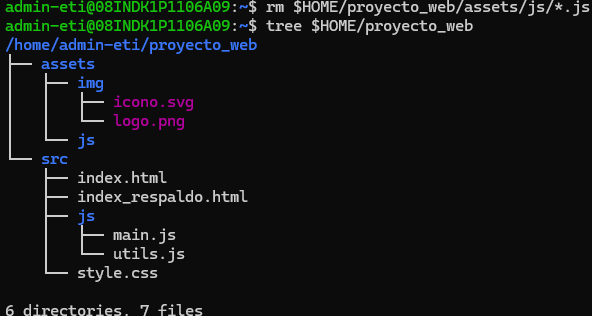 admin-eti@08INDK1P1106A09:~$ rm $HOME/proyecto_web/assets/js/*.js
admin-eti@08INDK1P1106A09:~$ tree $HOME/proyecto_web
/home/admin-eti/proyecto_web
├── assets
│   ├── img
│   │   ├── icono.svg
│   │   └── logo.png
│   └── js
└── src
    ├── index.html
    ├── index_respaldo.html
    ├── js
    │   ├── main.js
    │   └── utils.js
    └── style.css
6 directories, 7 files